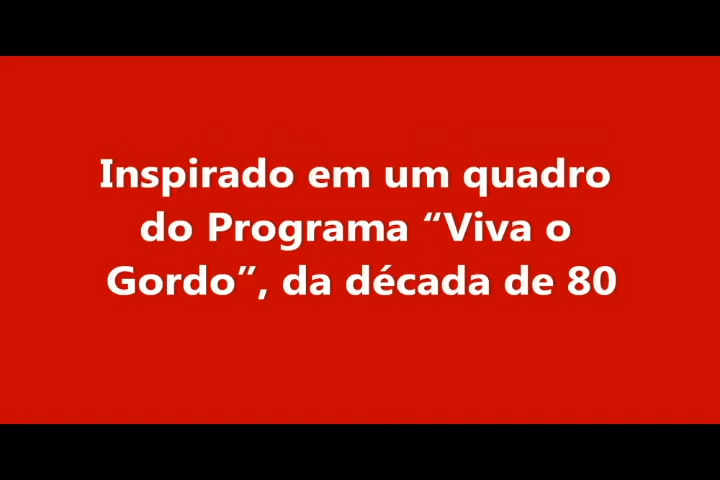 Inspirado em um quadro
do Programa “Viva o
Gordo”, da década de 80